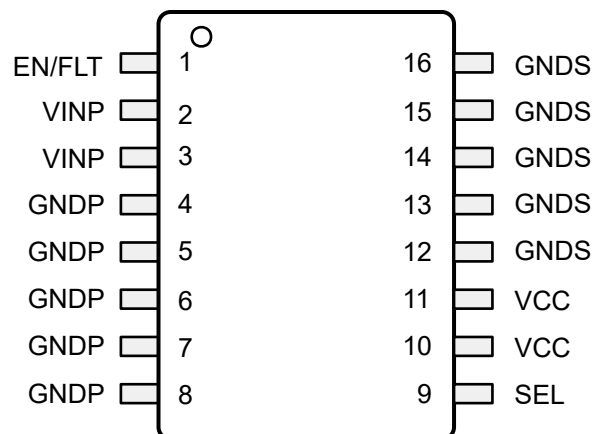 EN/FLT 1 16 GNDS
VINP 2 15 GNDS
VINP 3 14 GNDS
GNDP 4 13 GNDS
GNDP 5 12 GNDS
GNDP 6 11 VCC
GNDP 7 10 VCC
GNDP 8 9 SEL